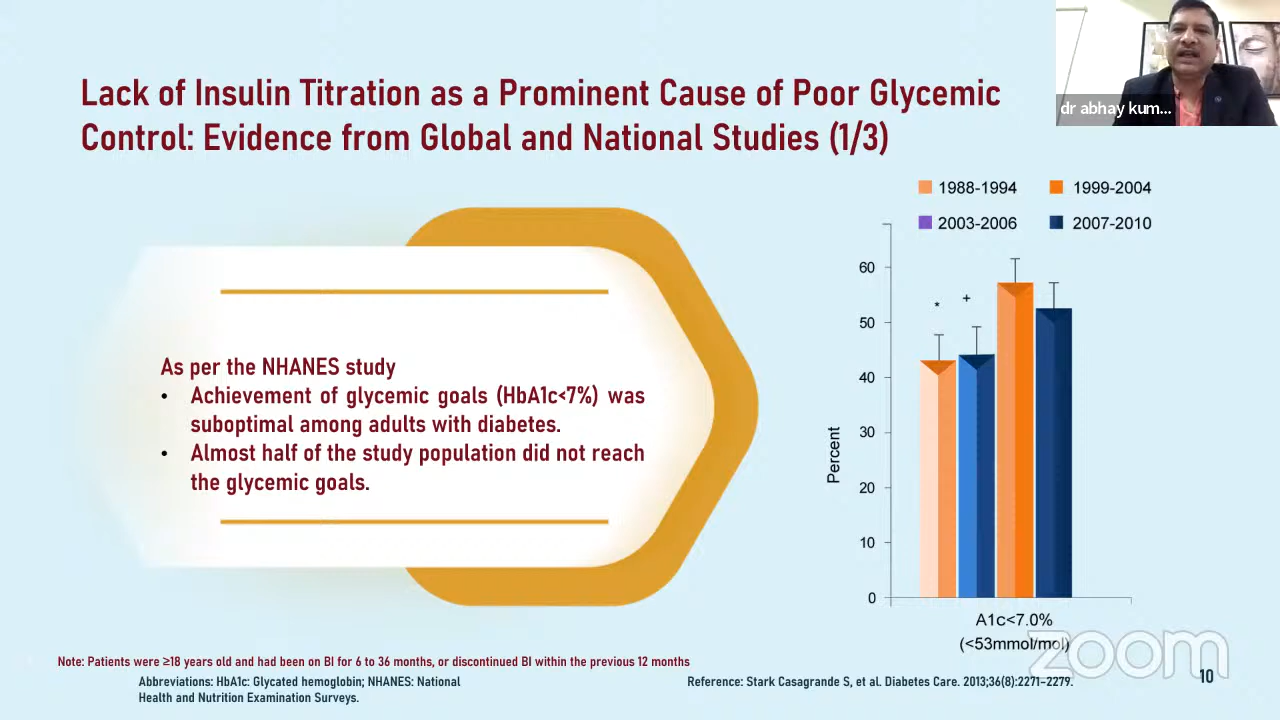 dr abhay kum...
Lack of Insulin Titration as a Prominent Cause of Poor Glycemic
Control: Evidence from Global and National Studies (1/3)
As per the NHANES study
• Achievement of glycemic goals (HbA1c<7%) was
suboptimal among adults with diabetes.
• Almost half of the study population did not reach
the glycemic goals.
1988-1994
1999-2004
2003-2006
2007-2010
Percent
60
50
40
30
20
10
0
*
+
A1c<7.0%
(<53mmol/mol)
zoom
Note: Patients were ≥18 years old and had been on BI for 6 to 36 months, or discontinued BI within the previous 12 months
Abbreviations: HbA1c: Glycated hemoglobin; NHANES: National
Health and Nutrition Examination Surveys.
Reference: Stark Casagrande S, et al. Diabetes Care. 2013;36(8):2271–2279.
10